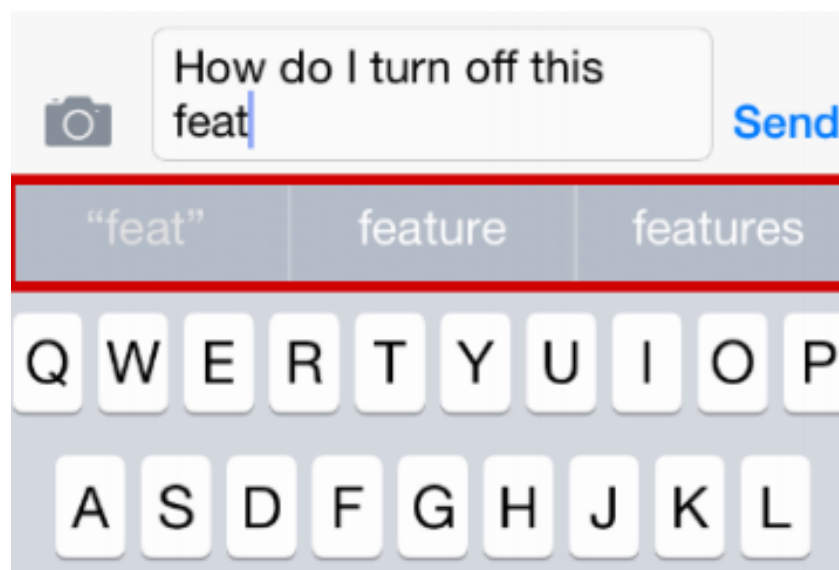 How do I turn off this
feat
Send
“feat” feature features
Q W E R T Y U I O P
A S D F G H J K L